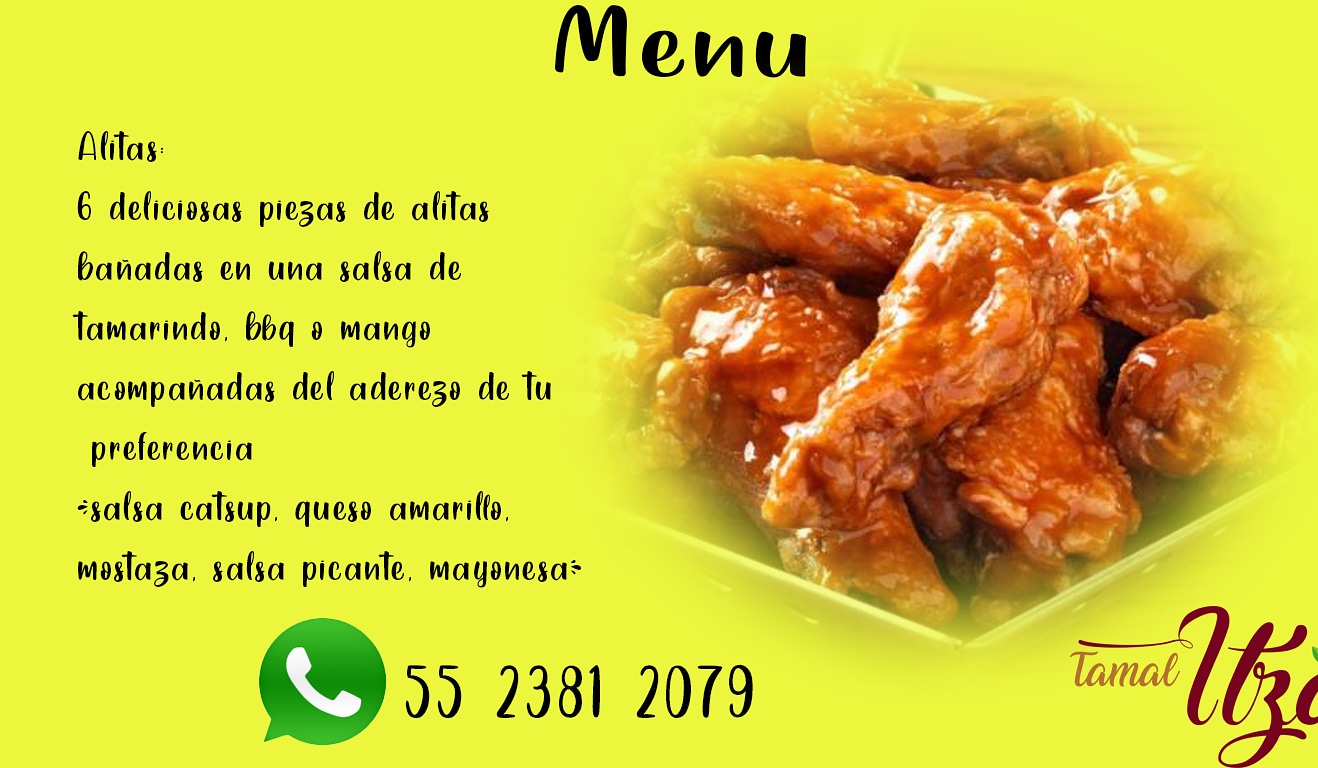 Menu
Alitas:
6 deliciosas piezas de alitas
bañadas en una salsa de
tamarindo, bbq o mango
acompañadas del aderezo de tu
preferencia
*salsa catsup, queso amarillo,
mostaza, salsa picante, mayonesa*
55 2381 2079
Tamal